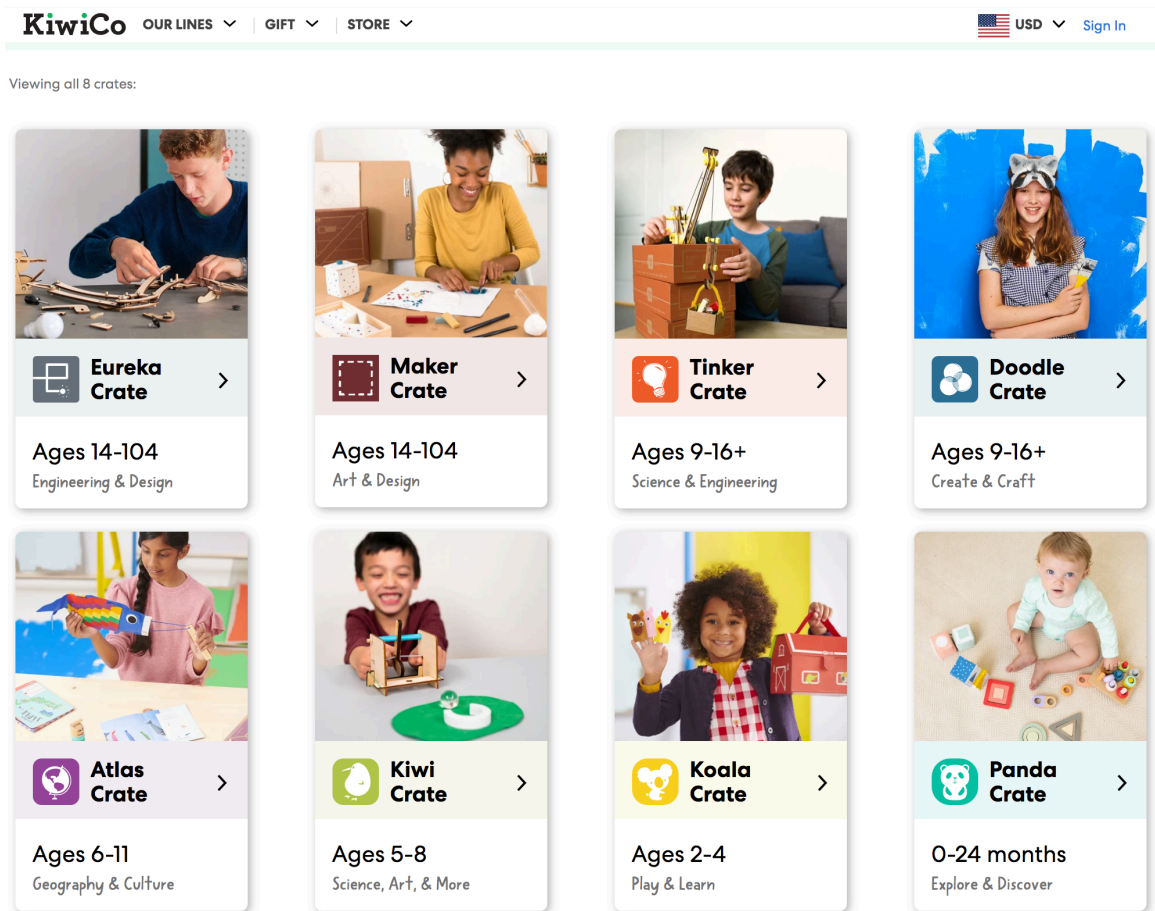 KiwiCo OUR LINES GIFT STORE USD Sign In
Viewing all 8 crates:
Eureka
Crate
Ages 14-104
Engineering & Design
Maker
Crate
Ages 14-104
Art & Design
Tinker
Crate
Ages 9-16+
Science & Engineering
Doodle
Crate
Ages 9-16+
Create & Craft
Atlas
Crate
Ages 6-11
Geography & Culture
Kiwi
Crate
Ages 5-8
Science, Art, & More
Koala
Crate
Ages 2-4
Play & Learn
Panda
Crate
0-24 months
Explore & Discover